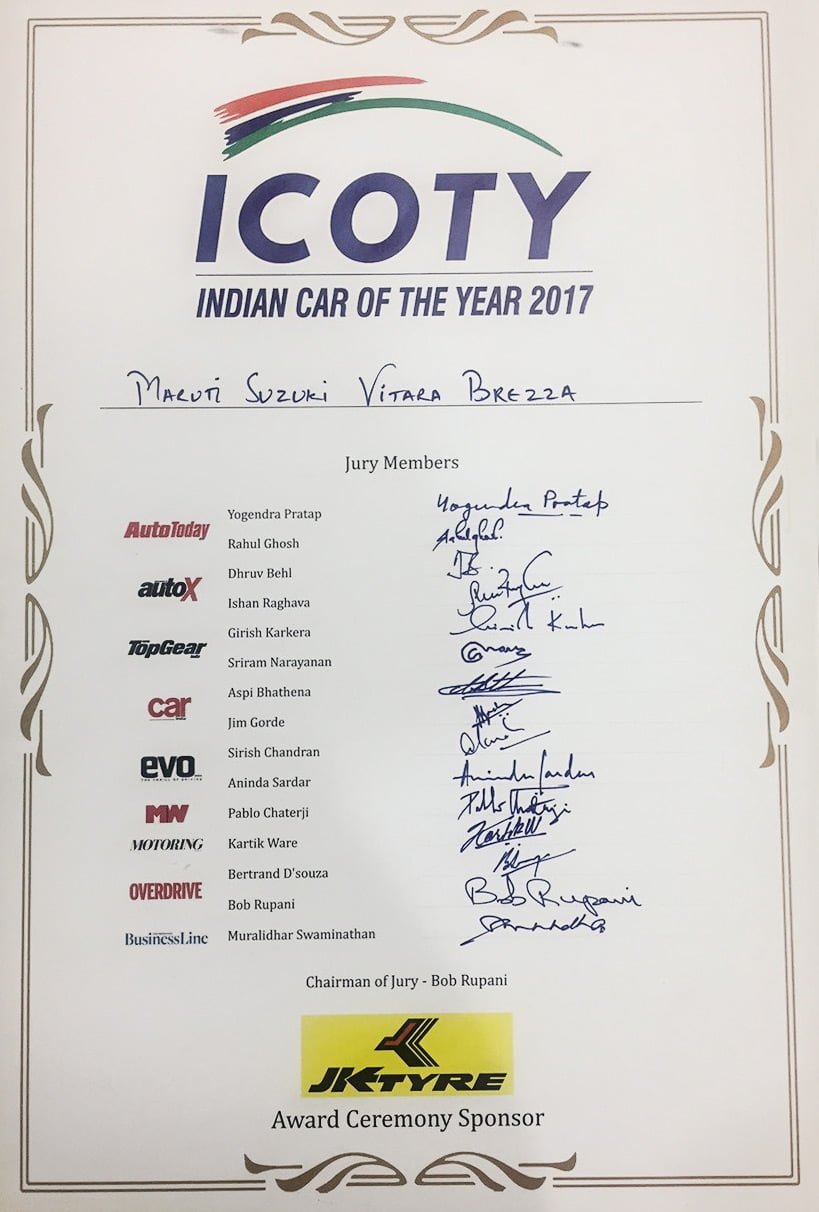 ICOTY
INDIAN CAR OF THE YEAR 2017
MARUTI SUZUKI VITARA BREZZA
Jury Members
AutoToday
Yogendra Pratap Yogendra Pratap
Rahul Ghosh
autoX
Dhruv Behl
Ishan Raghava
TopGear
Girish Karkera
Sriram Narayanan
car
Aspi Bhathena
Jim Gorde
evo
Sirish Chandran
Aninda Sardar Aninda Sardar
MW
Pablo Chaterji
MOTORING
Kartik Ware
OVERDRIVE
Bertrand D'souza
Bob Rupani Bob Rupani
BusinessLine
Muralidhar Swaminathan
Chairman of Jury - Bob Rupani
JK TYRE
Award Ceremony Sponsor